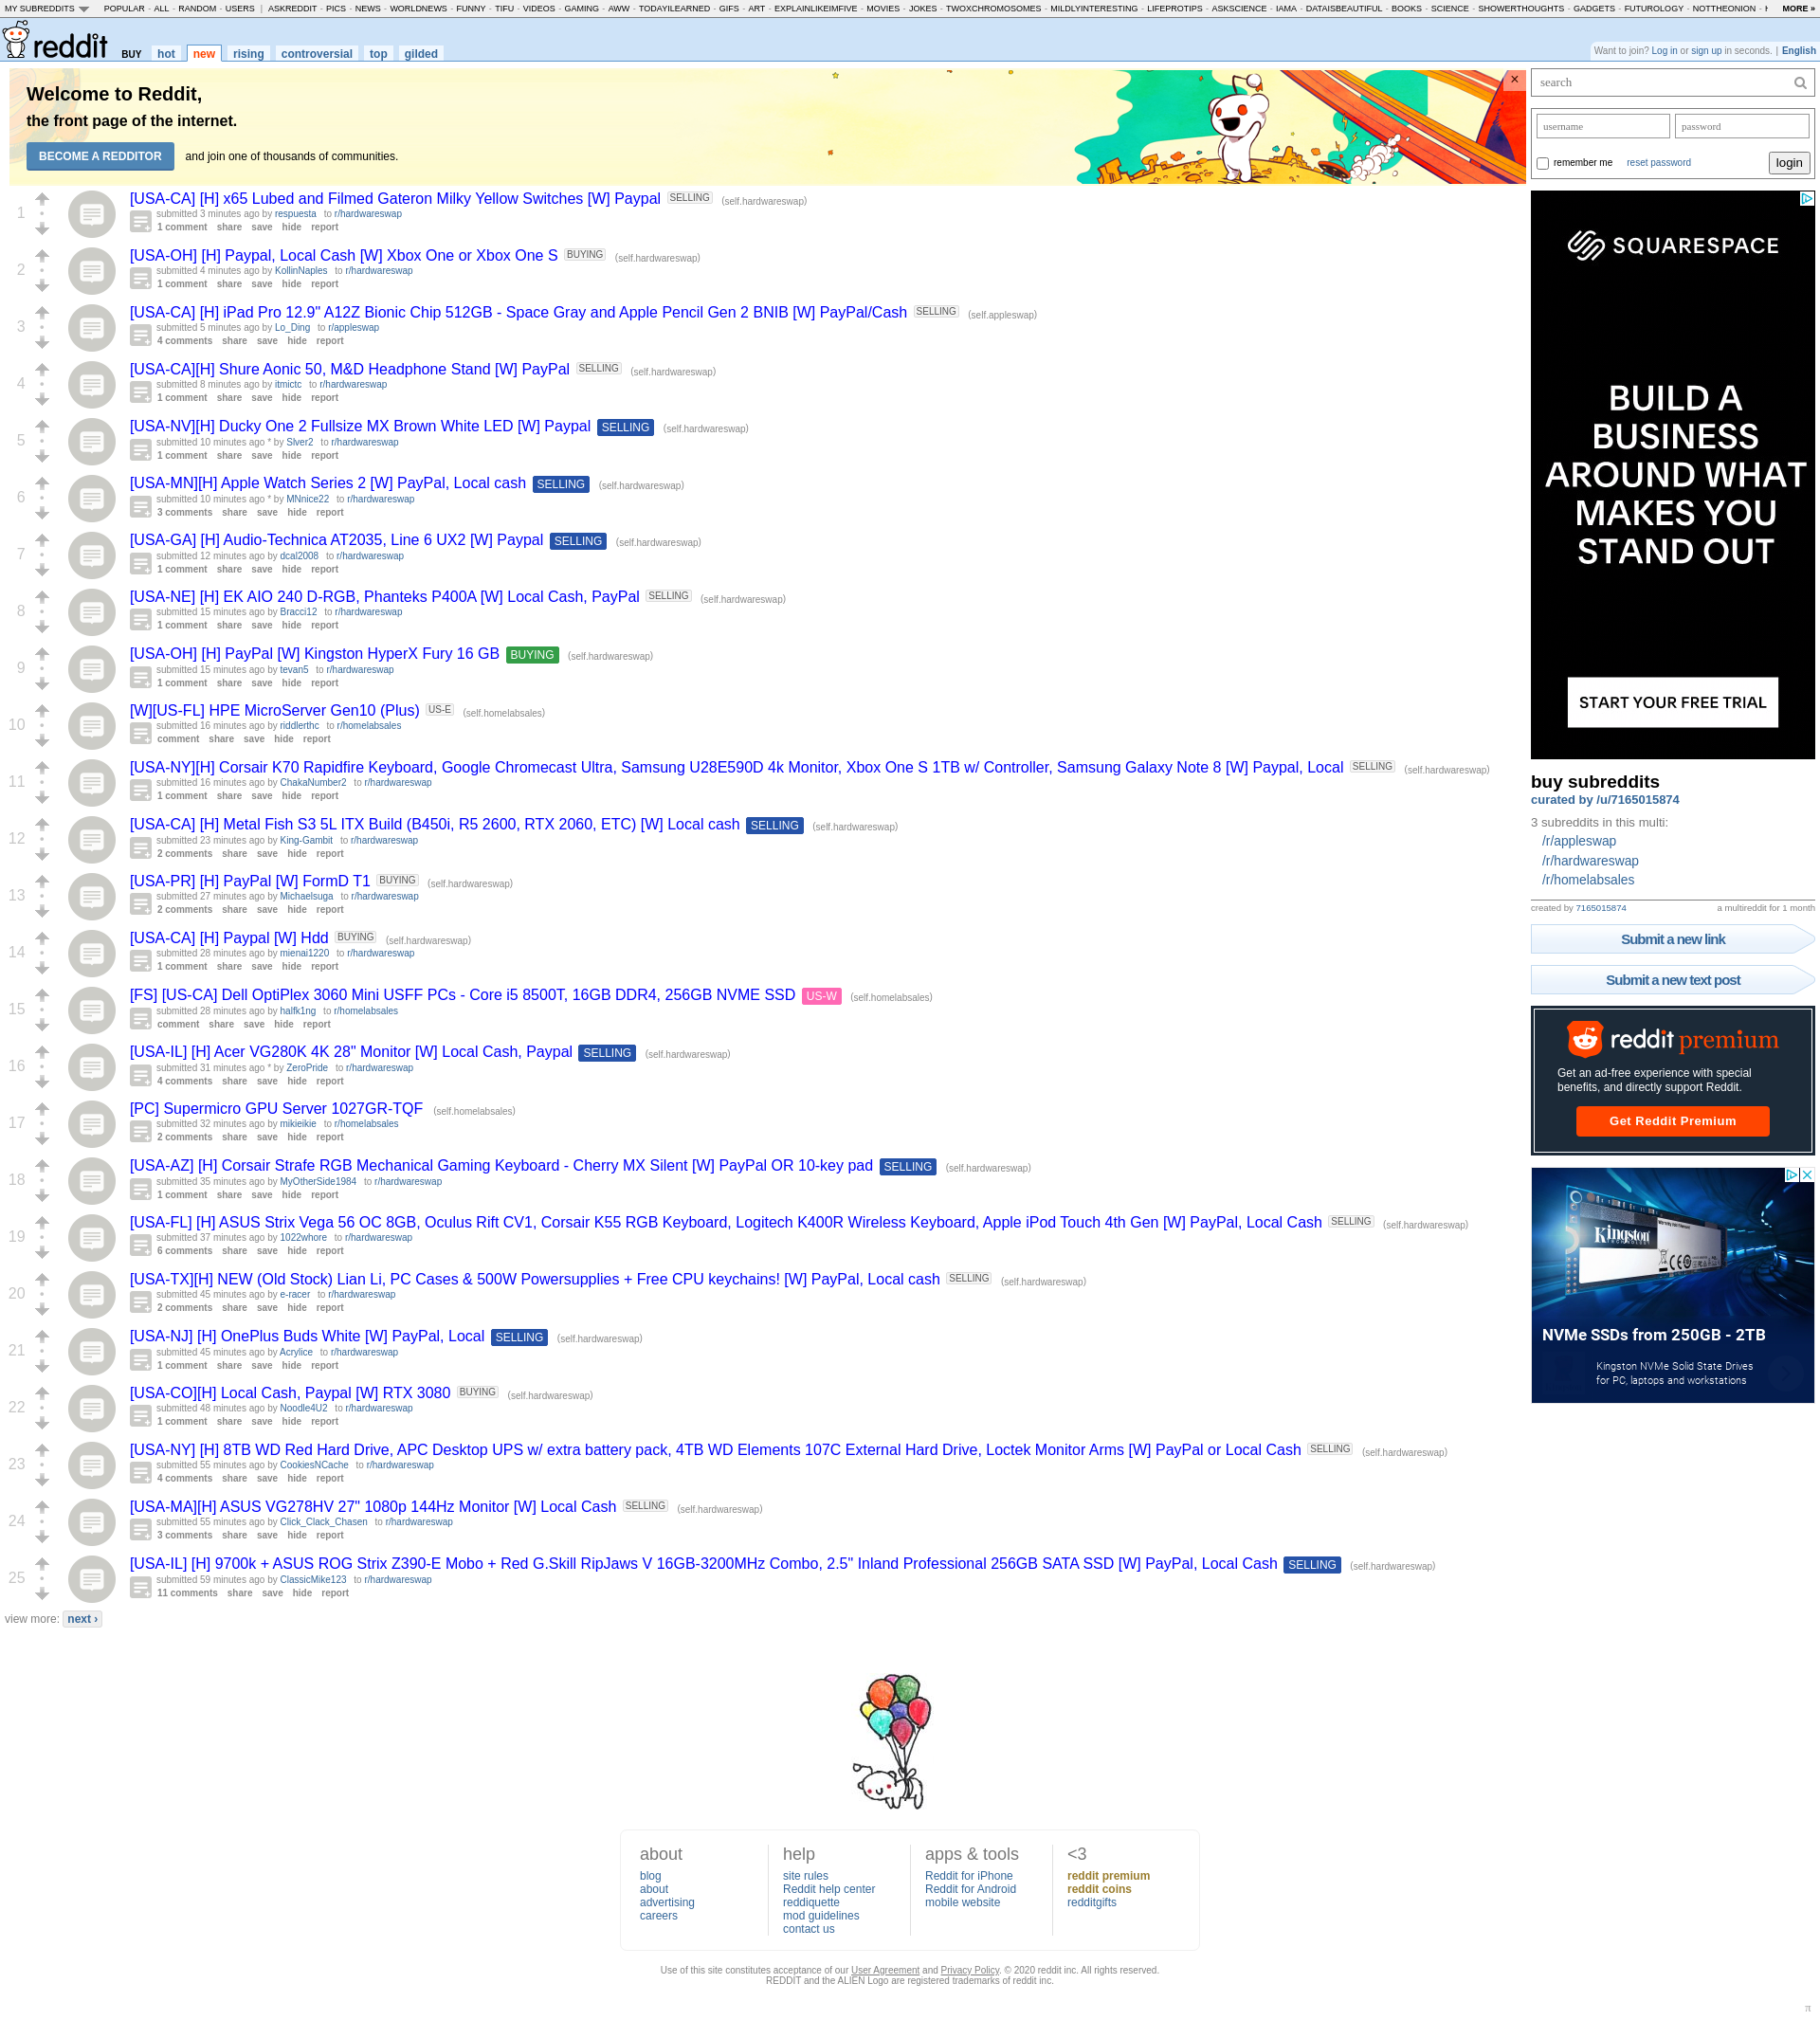 MY SUBREDDITS POPULAR - ALL - RANDOM - USERS | ASKREDDIT - PICS - NEWS - WORLDNEWS - FUNNY - TIFU - VIDEOS - GAMING - AWW - TODAYILEARNED - GIFS - ART - EXPLAINLIKEIMFIVE - MOVIES - JOKES - TWOXCHROMOSOMES - MILDLYINTERESTING - LIFEPROTIPS - ASKSCIENCE - IAMA - DATAISBEAUTIFUL - BOOKS - SCIENCE - SHOWERTHOUGHTS - GADGETS - FUTUROLOGY - NOTTHEONION - MORE »
reddit BUY hot new rising controversial top gilded
Want to join? Log in or sign up in seconds. | English
Welcome to Reddit,
the front page of the internet.
BECOME A REDDITOR and join one of thousands of communities.
×
1
[USA-CA] [H] x65 Lubed and Filmed Gateron Milky Yellow Switches [W] Paypal SELLING (self.hardwareswap)
submitted 3 minutes ago by respuesta to r/hardwareswap
1 comment share save hide report
2
[USA-OH] [H] Paypal, Local Cash [W] Xbox One or Xbox One S BUYING (self.hardwareswap)
submitted 4 minutes ago by KollinNaples to r/hardwareswap
1 comment share save hide report
3
[USA-CA] [H] iPad Pro 12.9" A12Z Bionic Chip 512GB - Space Gray and Apple Pencil Gen 2 BNIB [W] PayPal/Cash SELLING (self.appleswap)
submitted 5 minutes ago by Lo_Ding to r/appleswap
4 comments share save hide report
4
[USA-CA][H] Shure Aonic 50, M&D Headphone Stand [W] PayPal SELLING (self.hardwareswap)
submitted 8 minutes ago by itmictc to r/hardwareswap
1 comment share save hide report
5
[USA-NV][H] Ducky One 2 Fullsize MX Brown White LED [W] Paypal SELLING (self.hardwareswap)
submitted 10 minutes ago * by Slver2 to r/hardwareswap
1 comment share save hide report
6
[USA-MN][H] Apple Watch Series 2 [W] PayPal, Local cash SELLING (self.hardwareswap)
submitted 10 minutes ago * by MNnice22 to r/hardwareswap
3 comments share save hide report
7
[USA-GA] [H] Audio-Technica AT2035, Line 6 UX2 [W] Paypal SELLING (self.hardwareswap)
submitted 12 minutes ago by dcal2008 to r/hardwareswap
1 comment share save hide report
8
[USA-NE] [H] EK AIO 240 D-RGB, Phanteks P400A [W] Local Cash, PayPal SELLING (self.hardwareswap)
submitted 15 minutes ago by Bracci12 to r/hardwareswap
1 comment share save hide report
9
[USA-OH] [H] PayPal [W] Kingston HyperX Fury 16 GB BUYING (self.hardwareswap)
submitted 15 minutes ago by tevan5 to r/hardwareswap
1 comment share save hide report
10
[W][US-FL] HPE MicroServer Gen10 (Plus) US-E (self.homelabsales)
submitted 16 minutes ago by riddlerthc to r/homelabsales
comment share save hide report
11
[USA-NY][H] Corsair K70 Rapidfire Keyboard, Google Chromecast Ultra, Samsung U28E590D 4k Monitor, Xbox One S 1TB w/ Controller, Samsung Galaxy Note 8 [W] Paypal, Local SELLING (self.hardwareswap)
submitted 16 minutes ago by ChakaNumber2 to r/hardwareswap
1 comment share save hide report
12
[USA-CA] [H] Metal Fish S3 5L ITX Build (B450i, R5 2600, RTX 2060, ETC) [W] Local cash SELLING (self.hardwareswap)
submitted 23 minutes ago by King-Gambit to r/hardwareswap
2 comments share save hide report
13
[USA-PR] [H] PayPal [W] FormD T1 BUYING (self.hardwareswap)
submitted 27 minutes ago by Michaelsuga to r/hardwareswap
2 comments share save hide report
14
[USA-CA] [H] Paypal [W] Hdd BUYING (self.hardwareswap)
submitted 28 minutes ago by mienai1220 to r/hardwareswap
1 comment share save hide report
15
[FS] [US-CA] Dell OptiPlex 3060 Mini USFF PCs - Core i5 8500T, 16GB DDR4, 256GB NVME SSD US-W (self.homelabsales)
submitted 28 minutes ago by halfk1ng to r/homelabsales
comment share save hide report
16
[USA-IL] [H] Acer VG280K 4K 28" Monitor [W] Local Cash, Paypal SELLING (self.hardwareswap)
submitted 31 minutes ago * by ZeroPride to r/hardwareswap
4 comments share save hide report
17
[PC] Supermicro GPU Server 1027GR-TQF (self.homelabsales)
submitted 32 minutes ago by mikieikie to r/homelabsales
2 comments share save hide report
18
[USA-AZ] [H] Corsair Strafe RGB Mechanical Gaming Keyboard - Cherry MX Silent [W] PayPal OR 10-key pad SELLING (self.hardwareswap)
submitted 35 minutes ago by MyOtherSide1984 to r/hardwareswap
1 comment share save hide report
19
[USA-FL] [H] ASUS Strix Vega 56 OC 8GB, Oculus Rift CV1, Corsair K55 RGB Keyboard, Logitech K400R Wireless Keyboard, Apple iPod Touch 4th Gen [W] PayPal, Local Cash SELLING (self.hardwareswap)
submitted 37 minutes ago by 1022whore to r/hardwareswap
6 comments share save hide report
20
[USA-TX][H] NEW (Old Stock) Lian Li, PC Cases & 500W Powersupplies + Free CPU keychains! [W] PayPal, Local cash SELLING (self.hardwareswap)
submitted 45 minutes ago by e-racer to r/hardwareswap
2 comments share save hide report
21
[USA-NJ] [H] OnePlus Buds White [W] PayPal, Local SELLING (self.hardwareswap)
submitted 45 minutes ago by Acrylice to r/hardwareswap
1 comment share save hide report
22
[USA-CO][H] Local Cash, Paypal [W] RTX 3080 BUYING (self.hardwareswap)
submitted 48 minutes ago by Noodle4U2 to r/hardwareswap
1 comment share save hide report
23
[USA-NY] [H] 8TB WD Red Hard Drive, APC Desktop UPS w/ extra battery pack, 4TB WD Elements 107C External Hard Drive, Loctek Monitor Arms [W] PayPal or Local Cash SELLING (self.hardwareswap)
submitted 55 minutes ago by CookiesNCache to r/hardwareswap
4 comments share save hide report
24
[USA-MA][H] ASUS VG278HV 27" 1080p 144Hz Monitor [W] Local Cash SELLING (self.hardwareswap)
submitted 55 minutes ago by Click_Clack_Chasen to r/hardwareswap
3 comments share save hide report
25
[USA-IL] [H] 9700k + ASUS ROG Strix Z390-E Mobo + Red G.Skill RipJaws V 16GB-3200MHz Combo, 2.5" Inland Professional 256GB SATA SSD [W] PayPal, Local Cash SELLING (self.hardwareswap)
submitted 59 minutes ago by ClassicMike123 to r/hardwareswap
11 comments share save hide report
view more: next ›
search
username password
remember me reset password login
SQUARESPACE
BUILD A
BUSINESS
AROUND WHAT
MAKES YOU
STAND OUT
START YOUR FREE TRIAL
buy subreddits
curated by /u/7165015874
3 subreddits in this multi:
/r/appleswap
/r/hardwareswap
/r/homelabsales
created by 7165015874 a multireddit for 1 month
Submit a new link
Submit a new text post
reddit premium
Get an ad-free experience with special
benefits, and directly support Reddit.
Get Reddit Premium
Kingston
TECHNOLOGY
NVMe SSDs from 250GB - 2TB
Kingston NVMe Solid State Drives
for PC, laptops and workstations
about
blog
about
advertising
careers
help
site rules
Reddit help center
reddiquette
mod guidelines
contact us
apps & tools
Reddit for iPhone
Reddit for Android
mobile website
<3
reddit premium
reddit coins
redditgifts
Use of this site constitutes acceptance of our User Agreement and Privacy Policy. © 2020 reddit inc. All rights reserved.
REDDIT and the ALIEN Logo are registered trademarks of reddit inc.
π